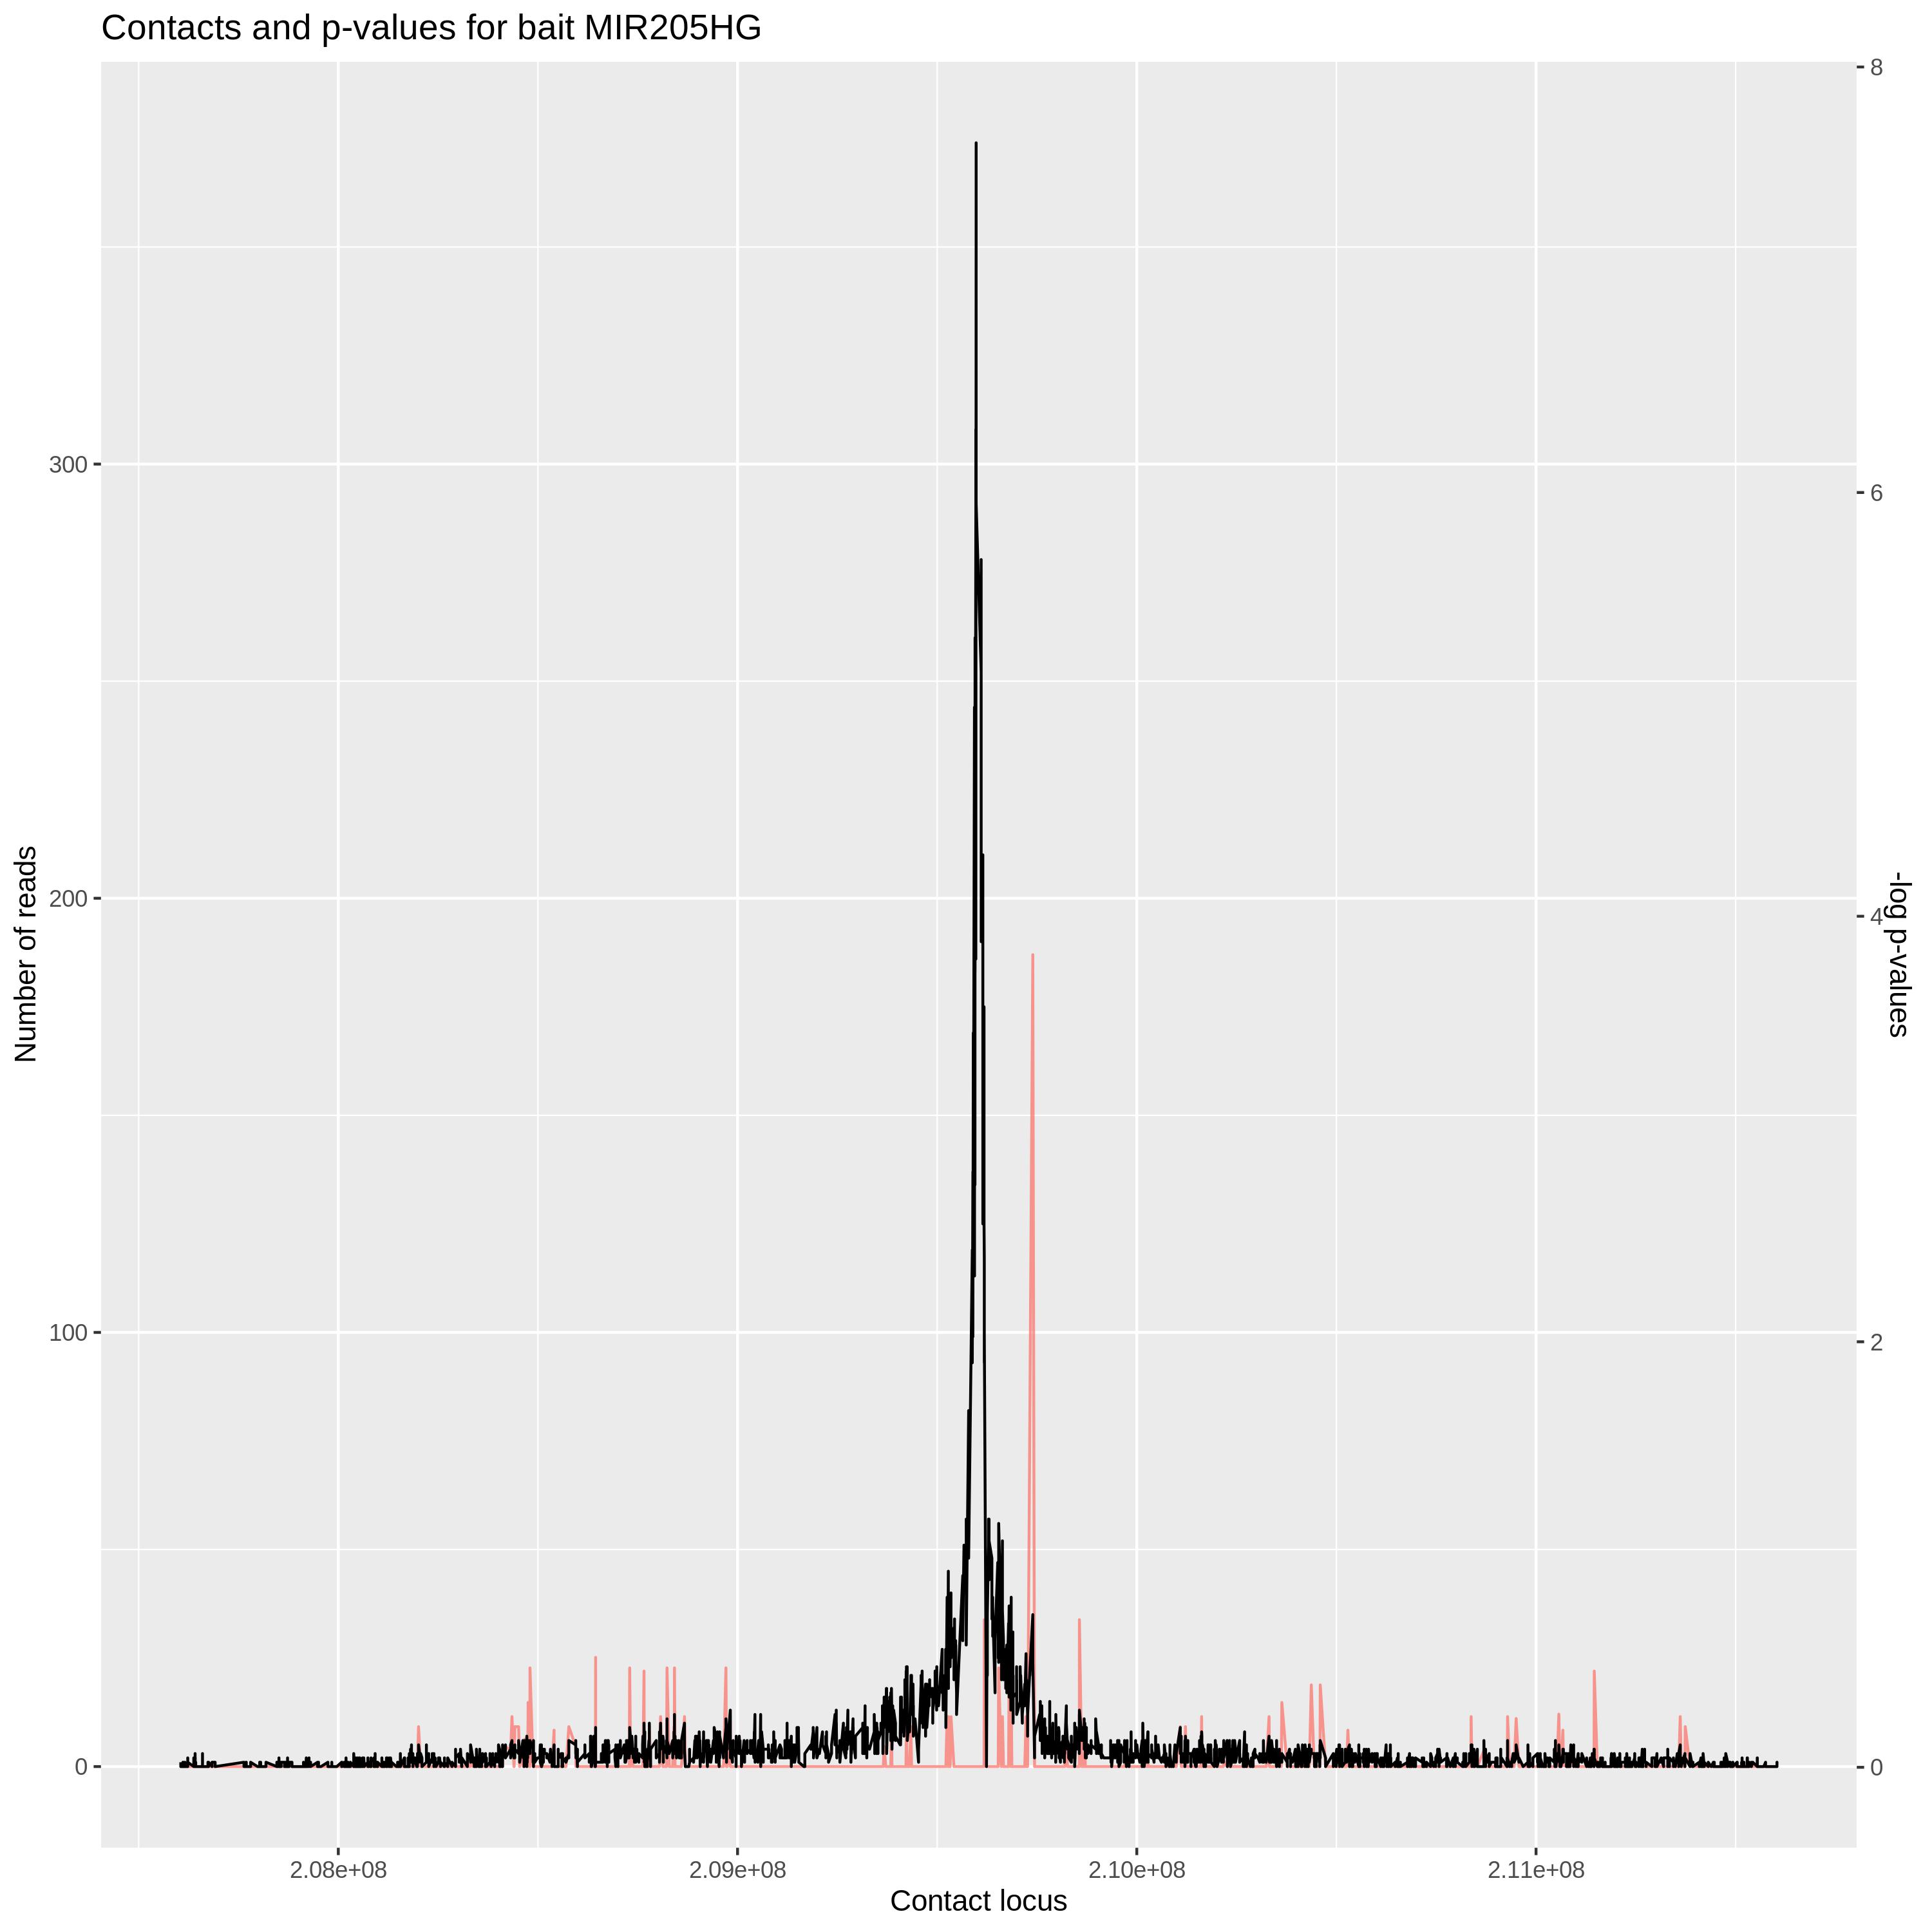 Contacts and p-values for bait MIR205HG
8
300
6
200
4
Number of reads
-log p-values
100
2
0
0
2.08e+08
2.09e+08
2.10e+08
2.11e+08
Contact locus